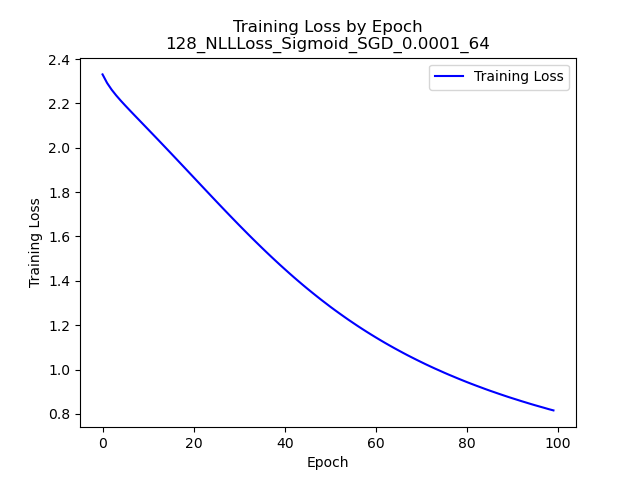 Training Loss by Epoch
128_NLLLoss_Sigmoid_SGD_0.0001_64
Training Loss
2.4
2.2
2.0
1.8
1.6
1.4
1.2
1.0
0.8
Training Loss
0 20 40 60 80 100
Epoch